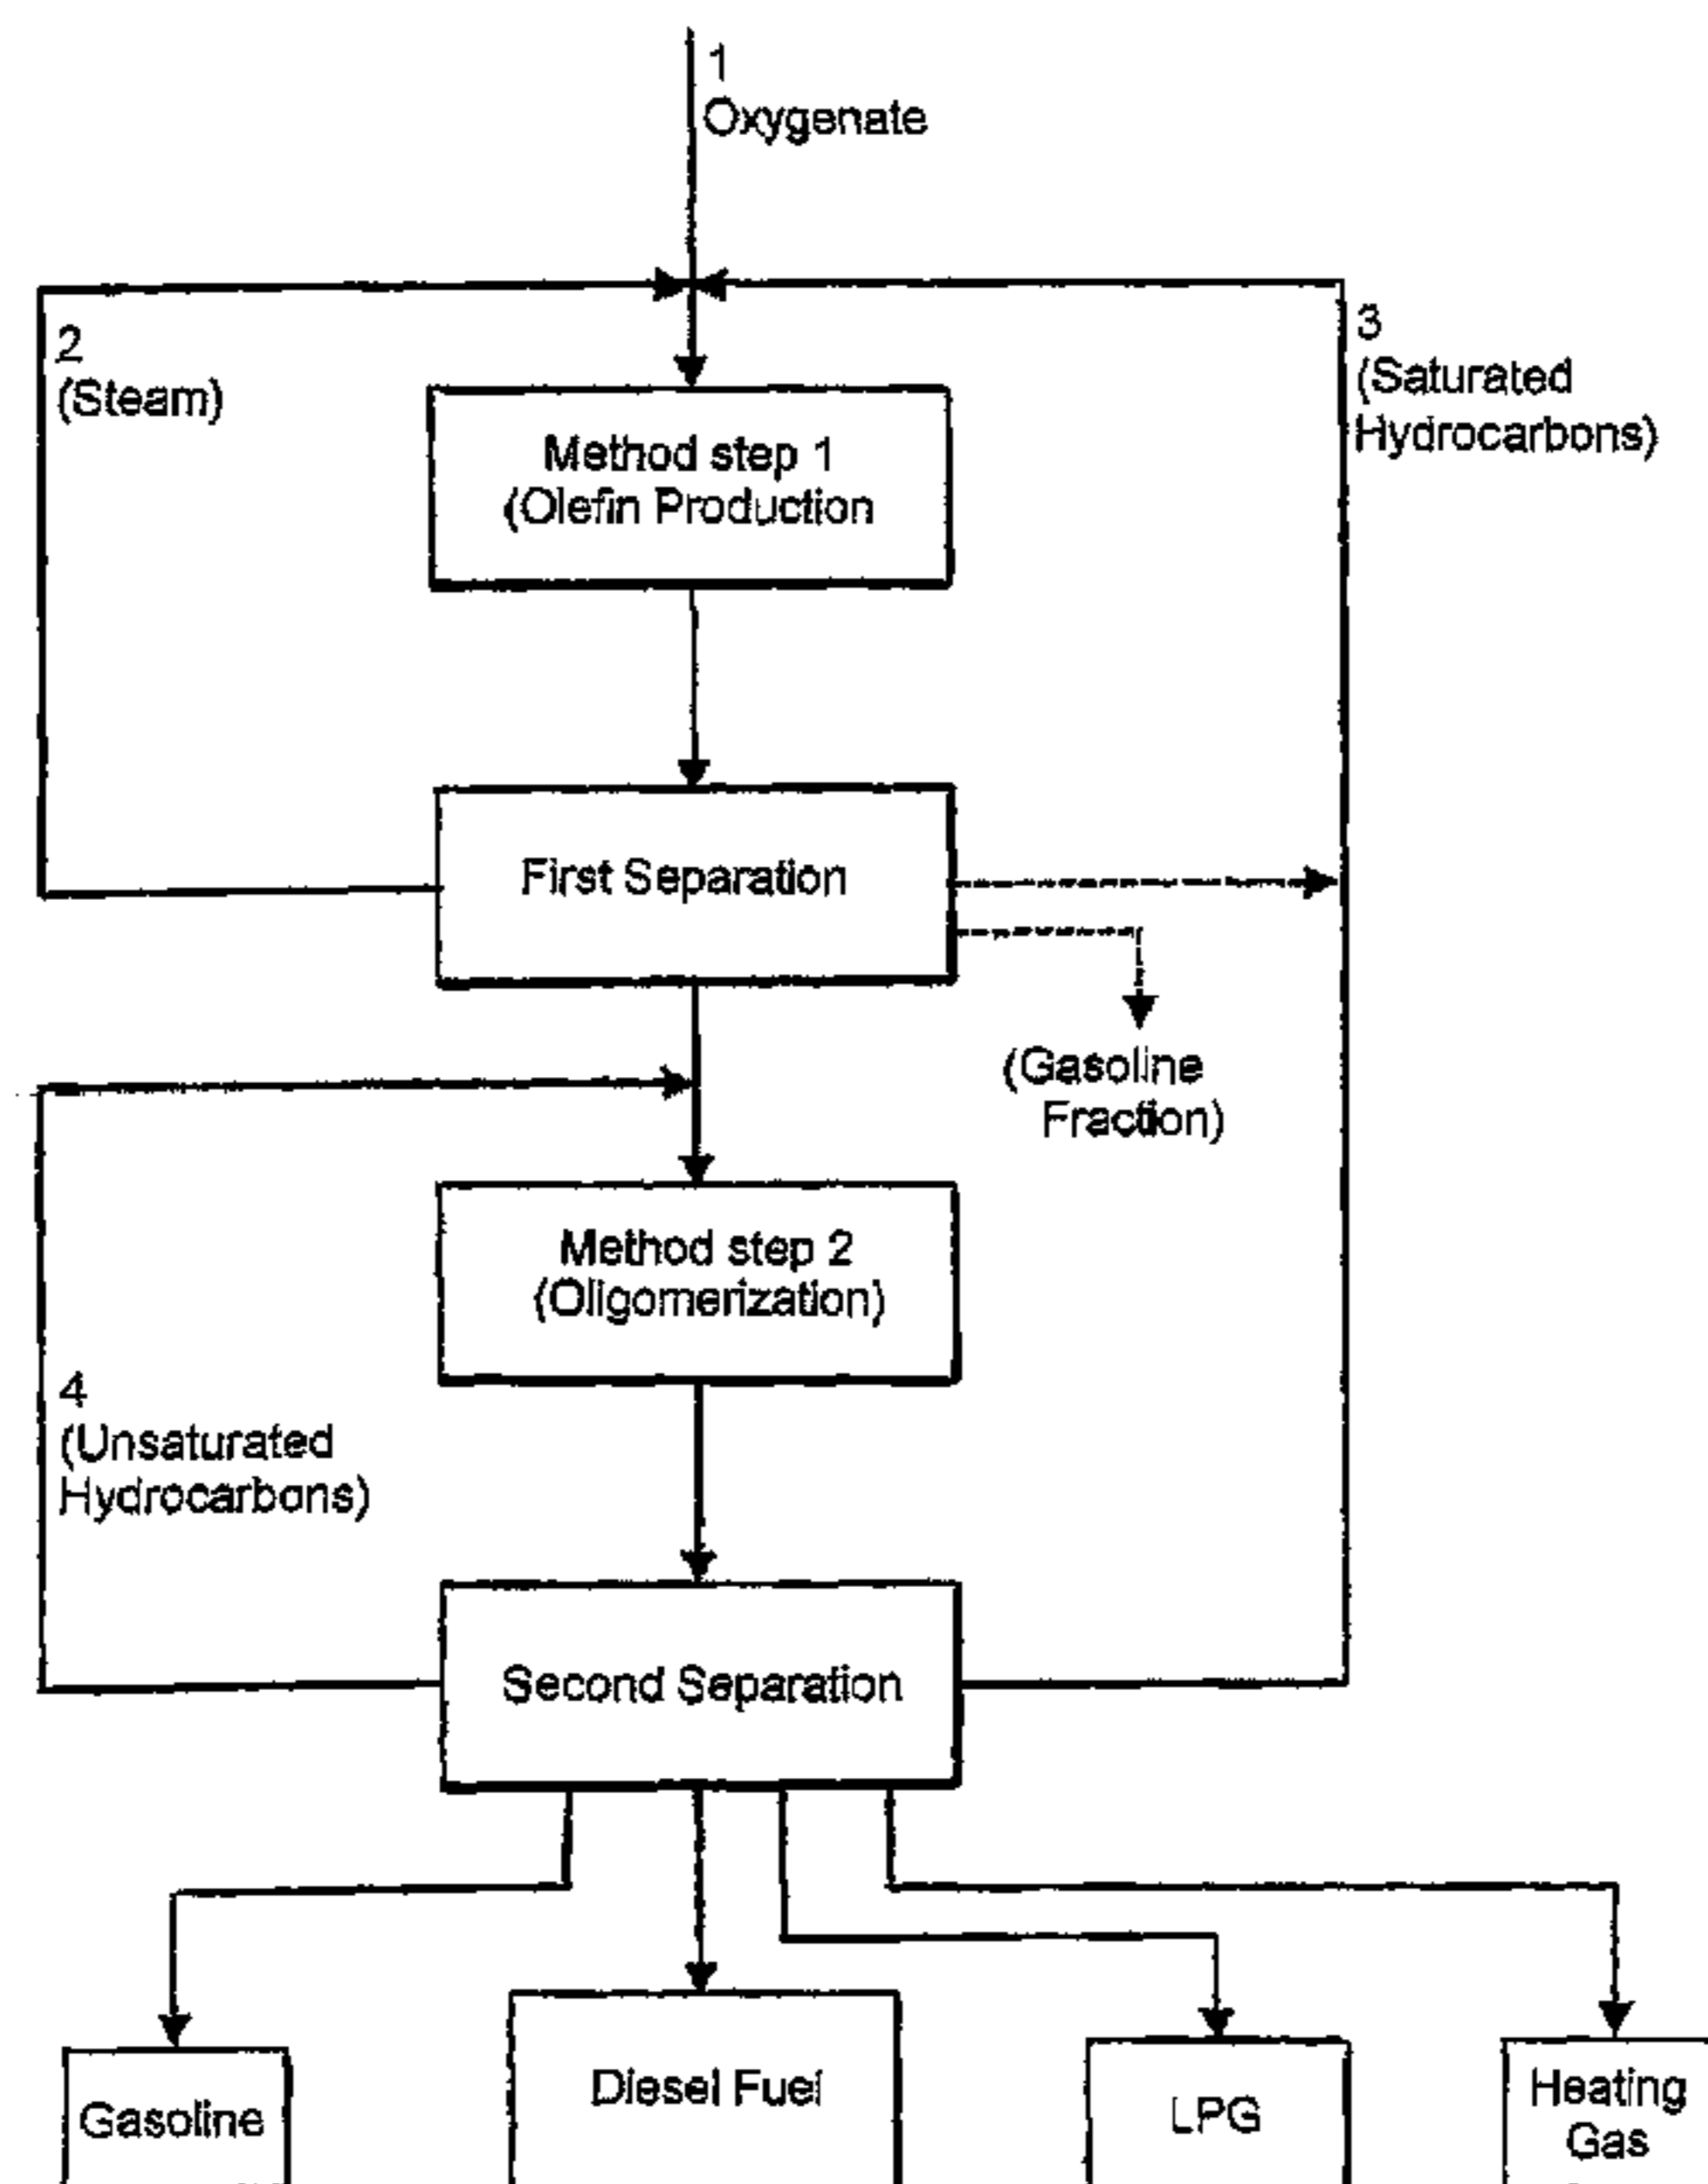 1
Oxygenate
2
(Steam)
3
(Saturated
Hydrocarbons)
Method step 1
(Olefin Production
First Separation
(Gasoline
Fraction)
Method step 2
(Oligomerization)
4
(Unsaturated
Hydrocarbons)
Second Separation
Gasoline
Diesel Fuel
LPG
Heating
Gas